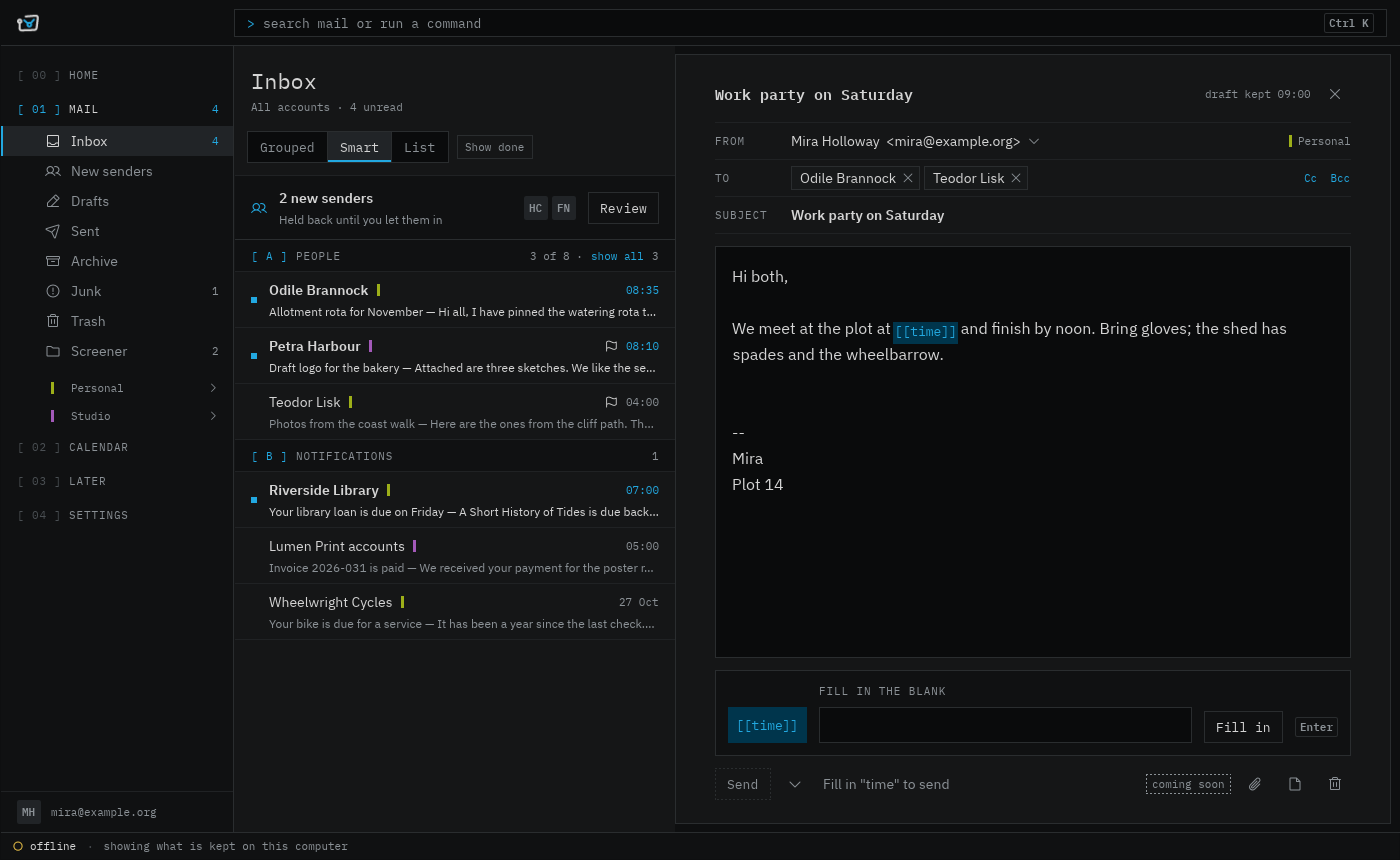 > search mail or run a command
Ctrl K
[ 00 ] HOME
[ 01 ] MAIL 4
Inbox 4
New senders
Drafts
Sent
Archive
Junk 1
Trash
Screener 2
Personal
Studio
[ 02 ] CALENDAR
[ 03 ] LATER
[ 04 ] SETTINGS
MH mira@example.org
Inbox
All accounts · 4 unread
Grouped Smart List Show done
2 new senders
Held back until you let them in
HC FN Review
[ A ] PEOPLE 3 of 8 · show all 3
Odile Brannock 08:35
Allotment rota for November — Hi all, I have pinned the watering rota t…
Petra Harbour 08:10
Draft logo for the bakery — Attached are three sketches. We like the se…
Teodor Lisk 04:00
Photos from the coast walk — Here are the ones from the cliff path. Th…
[ B ] NOTIFICATIONS 1
Riverside Library 07:00
Your library loan is due on Friday — A Short History of Tides is due back…
Lumen Print accounts 05:00
Invoice 2026-031 is paid — We received your payment for the poster r…
Wheelwright Cycles 27 Oct
Your bike is due for a service — It has been a year since the last check.…
Work party on Saturday draft kept 09:00
FROM Mira Holloway <mira@example.org> Personal
TO Odile Brannock Teodor Lisk Cc Bcc
SUBJECT Work party on Saturday
Hi both,
We meet at the plot at [[time]] and finish by noon. Bring gloves; the shed has
spades and the wheelbarrow.
--
Mira
Plot 14
FILL IN THE BLANK
[[time]] Fill in Enter
Send Fill in "time" to send coming soon
offline · showing what is kept on this computer